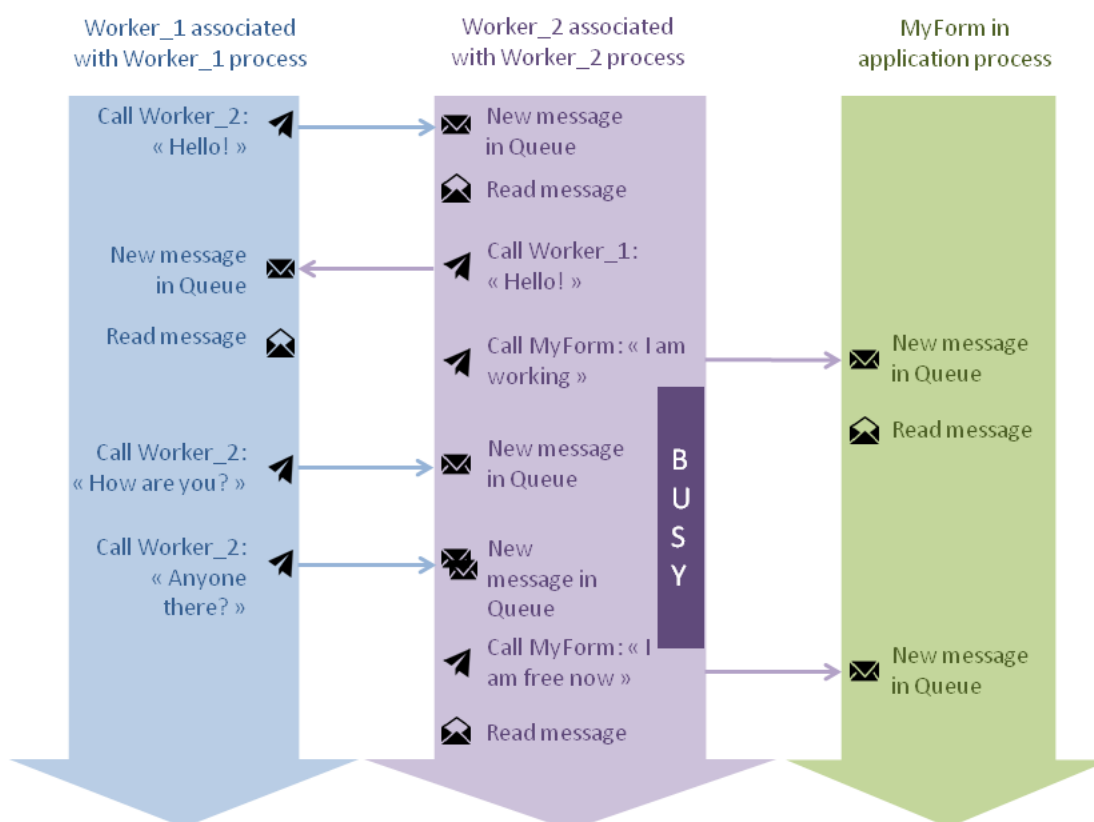 Worker_1 associated
with Worker_1 process
Worker_2 associated
with Worker_2 process
MyForm in
application process
Call Worker_2:
« Hello! »
New message
in Queue
Read message
New message
in Queue
Call Worker_1:
« Hello! »
Read message
Call MyForm: « I am
working »
New message
in Queue
Read message
Call Worker_2:
« How are you? »
New message
in Queue
BUSY
Call Worker_2:
« Anyone
there? »
New
message in
Queue
Call MyForm: « I
am free now »
New message
in Queue
Read message